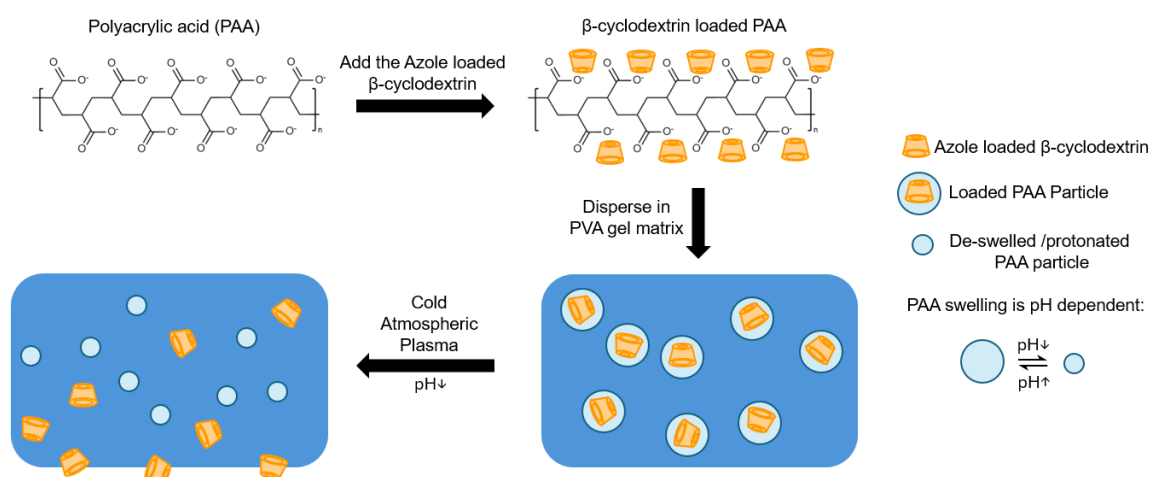 Polyacrylic acid (PAA)
O
O⁻
O
O⁻
O
O⁻
O
O⁻
O
O⁻
n
O
O⁻
O
O⁻
O
O⁻
O
O⁻
Add the Azole loaded
β-cyclodextrin
β-cyclodextrin loaded PAA
O
O⁻
O
O⁻
O
O⁻
O
O⁻
O
O⁻
n
O
O⁻
O
O⁻
O
O⁻
O
O⁻
Disperse in
PVA gel matrix
Cold
Atmospheric
Plasma
pH↓
Azole loaded β-cyclodextrin
Loaded PAA Particle
De-swelled /protonated
PAA particle
PAA swelling is pH dependent:
pH↓
pH↑